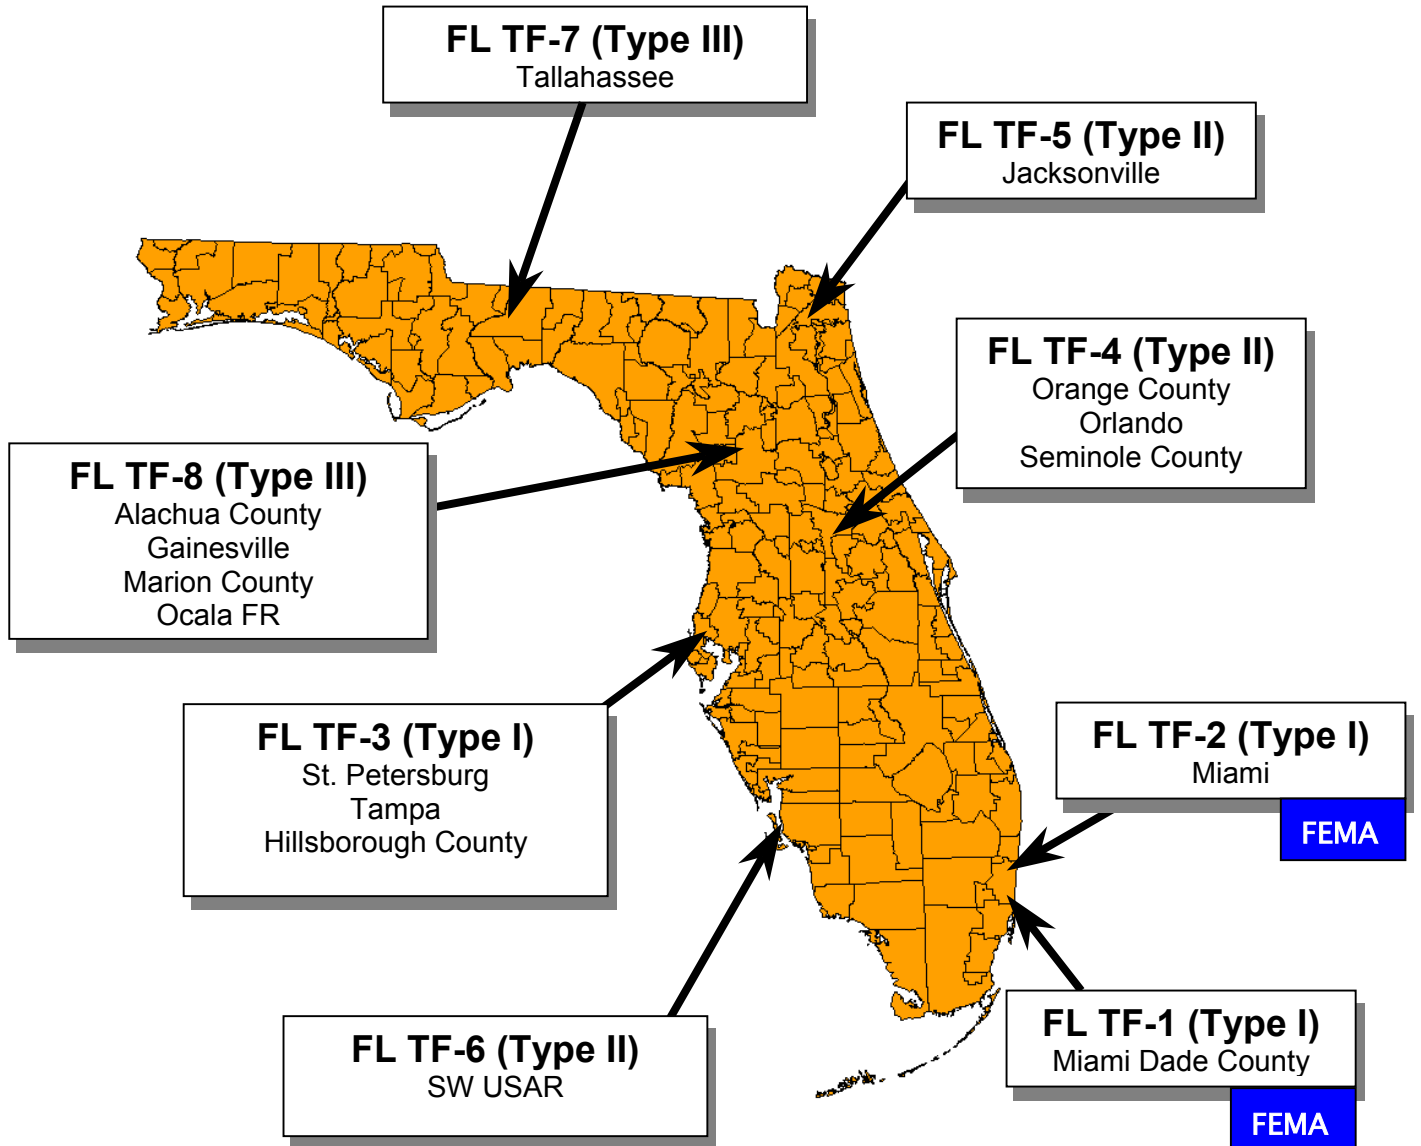 FL TF-7 (Type III)
Tallahassee
FL TF-5 (Type II)
Jacksonville
FL TF-4 (Type II)
Orange County
Orlando
Seminole County
FL TF-8 (Type III)
Alachua County
Gainesville
Marion County
Ocala FR
FL TF-3 (Type I)
St. Petersburg
Tampa
Hillsborough County
FL TF-2 (Type I)
Miami
FEMA
FL TF-6 (Type II)
SW USAR
FL TF-1 (Type I)
Miami Dade County
FEMA